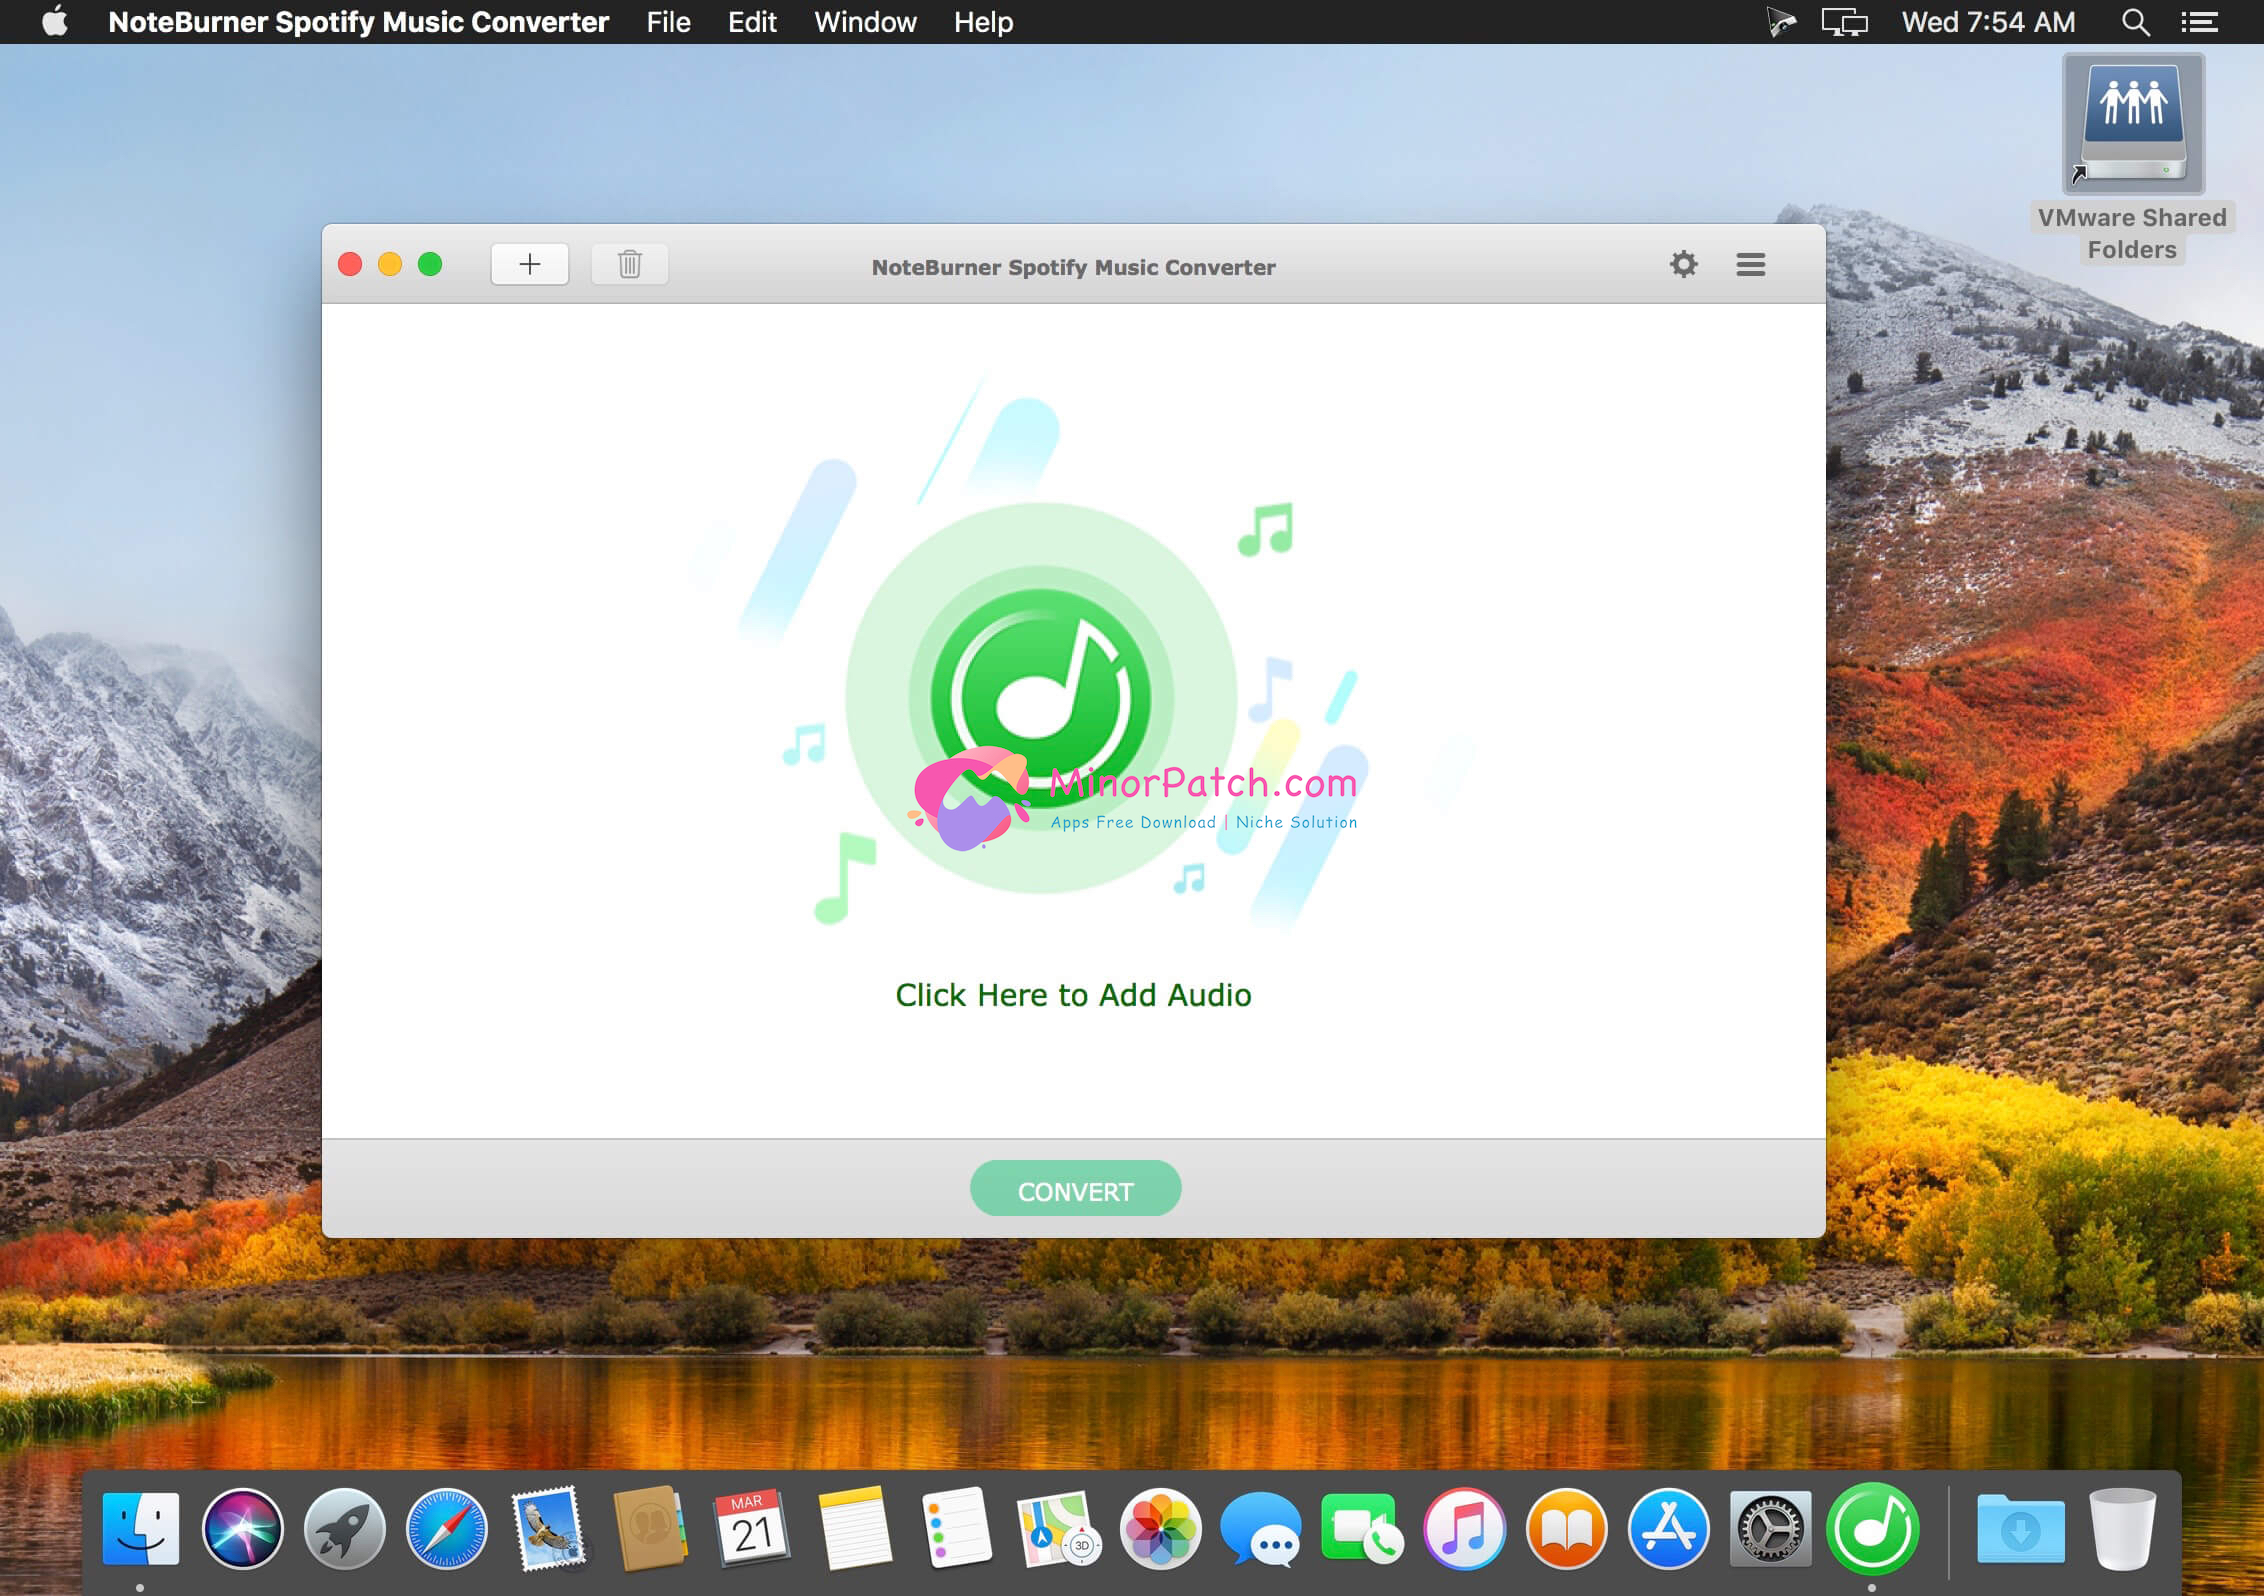 NoteBurner Spotify Music Converter File Edit Window Help Wed 7:54 AM
VMware Shared
Folders
NoteBurner Spotify Music Converter
MinorPatch.com
Apps Free Download | Niche Solution
Click Here to Add Audio
CONVERT
MAR
21
3D